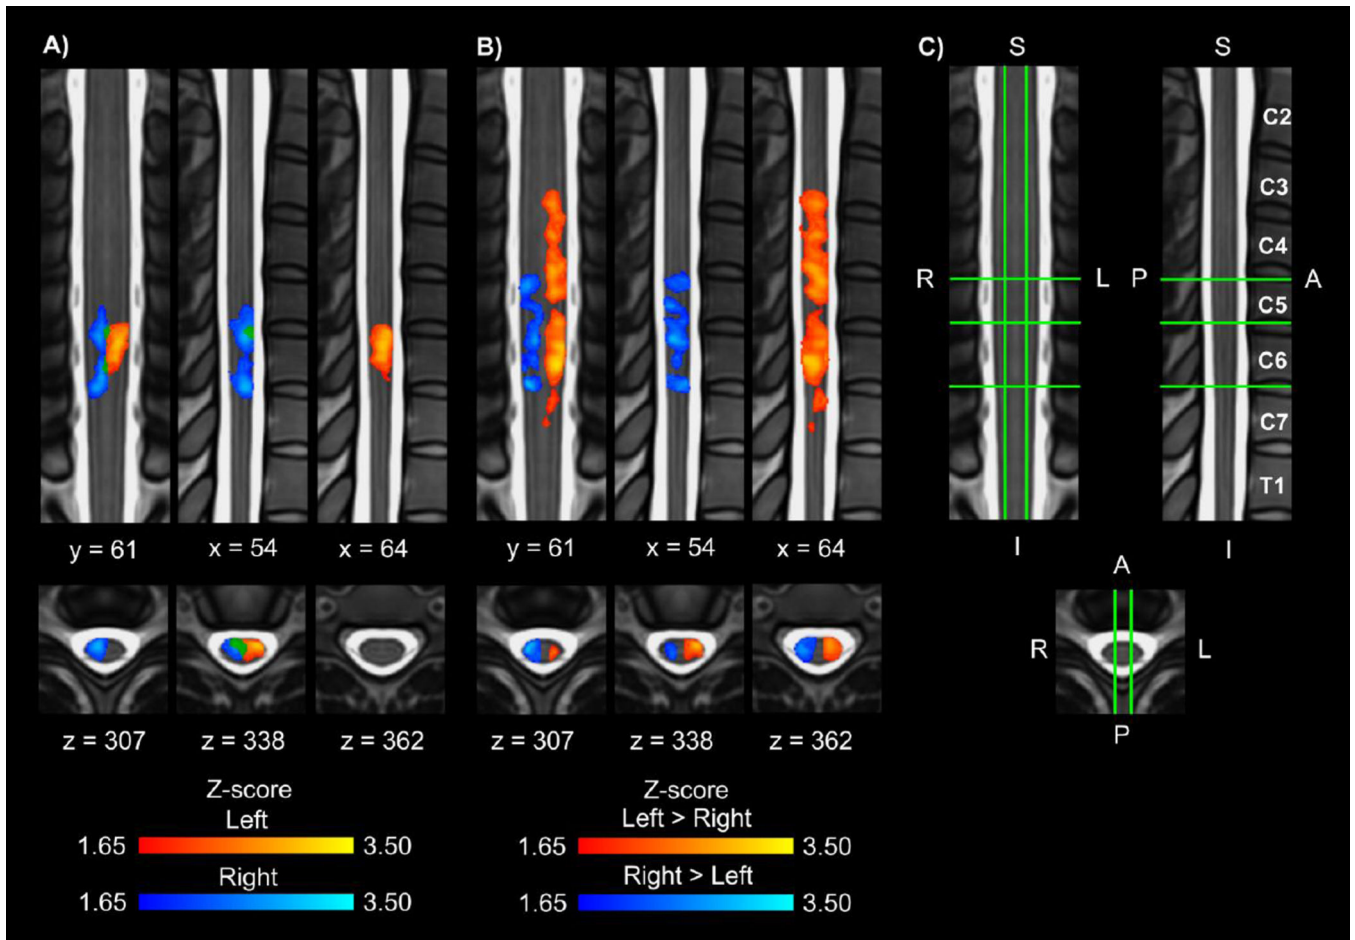 A)
B)
C)
S
S
C2
C3
C4
R
L
P
A
C5
C6
C7
T1
y = 61
x = 54
x = 64
y = 61
x = 54
x = 64
I
I
A
R
L
P
z = 307
z = 338
z = 362
z = 307
z = 338
z = 362
Z-score
Left
1.65
3.50
Right
1.65
3.50
Z-score
Left > Right
1.65
3.50
Right > Left
1.65
3.50